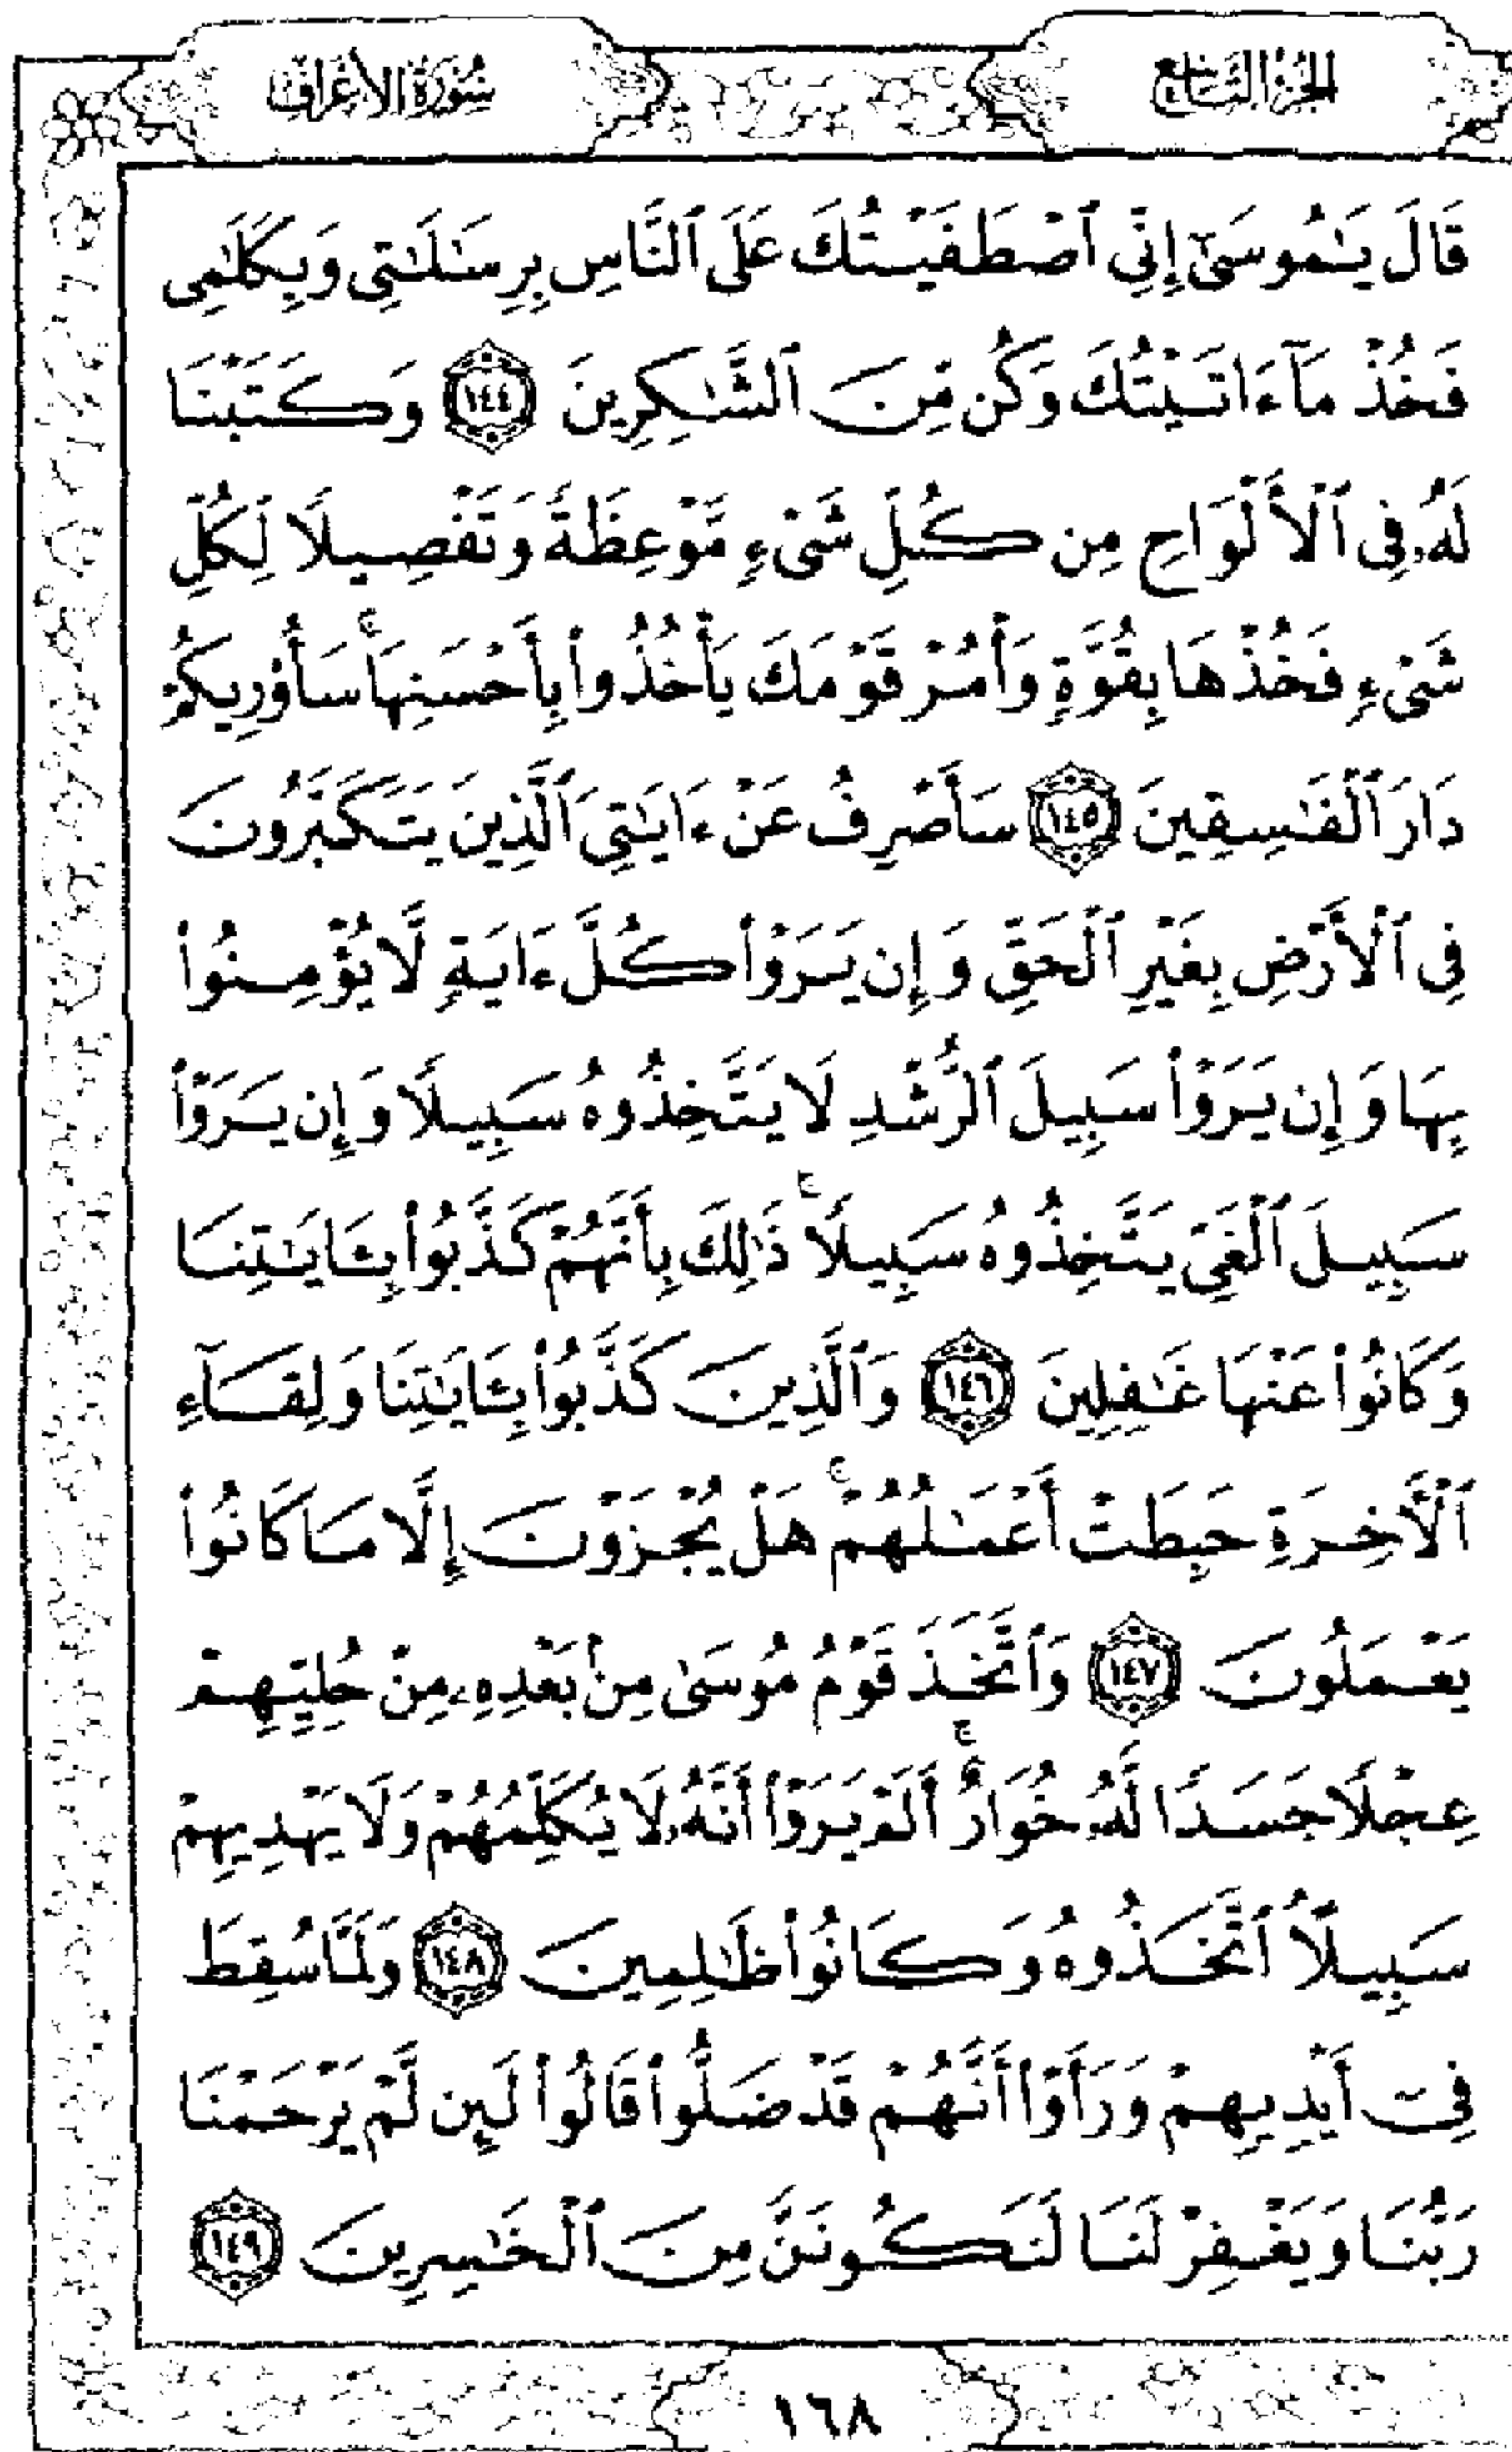 الجزء التاسع
سورة الأعراف
قَالَ يَـٰمُوسَىٰٓ إِنِّى ٱصْطَفَيْتُكَ عَلَى ٱلنَّاسِ بِرِسَـٰلَـٰتِى وَبِكَلَـٰمِى
فَخُذْ مَآ ءَاتَيْتُكَ وَكُن مِّنَ ٱلشَّـٰكِرِينَ ١٤٤ وَكَتَبْنَا
لَهُۥ فِى ٱلْأَلْوَاحِ مِن كُلِّ شَىْءٍ مَّوْعِظَةً وَتَفْصِيلًا لِّكُلِّ
شَىْءٍ فَخُذْهَا بِقُوَّةٍ وَأْمُرْ قَوْمَكَ يَأْخُذُوا۟ بِأَحْسَنِهَا ۚ سَأُو۟رِيكُمْ
دَارَ ٱلْفَـٰسِقِينَ ١٤٥ سَأَصْرِفُ عَنْ ءَايَـٰتِىَ ٱلَّذِينَ يَتَكَبَّرُونَ
فِى ٱلْأَرْضِ بِغَيْرِ ٱلْحَقِّ وَإِن يَرَوْا۟ كُلَّ ءَايَةٍ لَّا يُؤْمِنُوا۟
بِهَا وَإِن يَرَوْا۟ سَبِيلَ ٱلرُّشْدِ لَا يَتَّخِذُوهُ سَبِيلًا وَإِن يَرَوْا۟
سَبِيلَ ٱلْغَىِّ يَتَّخِذُوهُ سَبِيلًا ۚ ذَٰلِكَ بِأَنَّهُمْ كَذَّبُوا۟ بِـَٔايَـٰتِنَا
وَكَانُوا۟ عَنْهَا غَـٰفِلِينَ ١٤٦ وَٱلَّذِينَ كَذَّبُوا۟ بِـَٔايَـٰتِنَا وَلِقَآءِ
ٱلْـَٔاخِرَةِ حَبِطَتْ أَعْمَـٰلُهُمْ ۚ هَلْ يُجْزَوْنَ إِلَّا مَا كَانُوا۟
يَعْمَلُونَ ١٤٧ وَٱتَّخَذَ قَوْمُ مُوسَىٰ مِنۢ بَعْدِهِۦ مِنْ حُلِيِّهِمْ
عِجْلًا جَسَدًا لَّهُۥ خُوَارٌ ۚ أَلَمْ يَرَوْا۟ أَنَّهُۥ لَا يُكَلِّمُهُمْ وَلَا يَهْدِيهِمْ
سَبِيلًا ۘ ٱتَّخَذُوهُ وَكَانُوا۟ ظَـٰلِمِينَ ١٤٨ وَلَمَّا سُقِطَ
فِىٓ أَيْدِيهِمْ وَرَأَوْا۟ أَنَّهُمْ قَدْ ضَلُّوا۟ قَالُوا۟ لَئِن لَّمْ يَرْحَمْنَا
رَبُّنَا وَيَغْفِرْ لَنَا لَنَكُونَنَّ مِنَ ٱلْخَـٰسِرِينَ ١٤٩
١٦٨